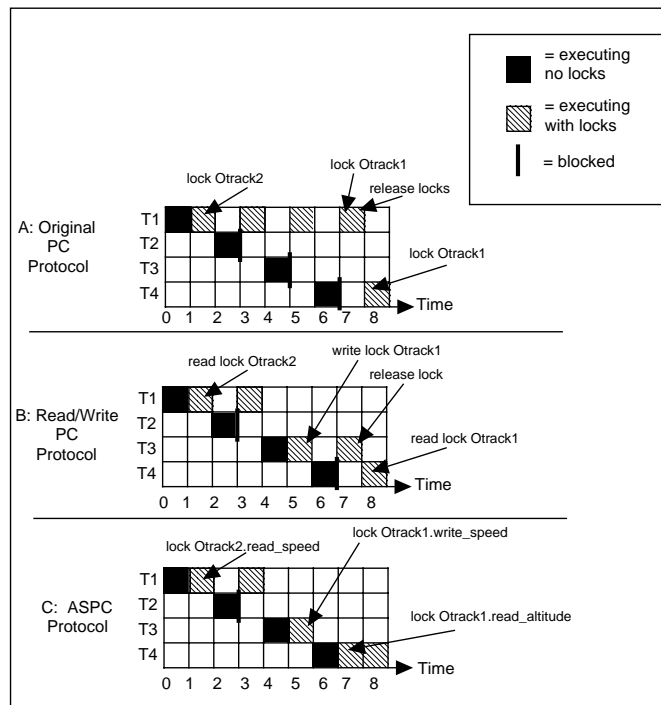 = executing
no locks
= executing
with locks
= blocked
lock Otrack2
lock Otrack1
release locks
A: Original
PC
Protocol
T1
T2
T3
T4
lock Otrack1
Time
0 1 2 3 4 5 6 7 8
B: Read/Write
PC
Protocol
read lock Otrack2
write lock Otrack1
release lock
T1
T2
T3
T4
read lock Otrack1
Time
0 1 2 3 4 5 6 7 8
C: ASPC
Protocol
lock Otrack2.read_speed
lock Otrack1.write_speed
T1
T2
T3
T4
lock Otrack1.read_altitude
Time
0 1 2 3 4 5 6 7 8